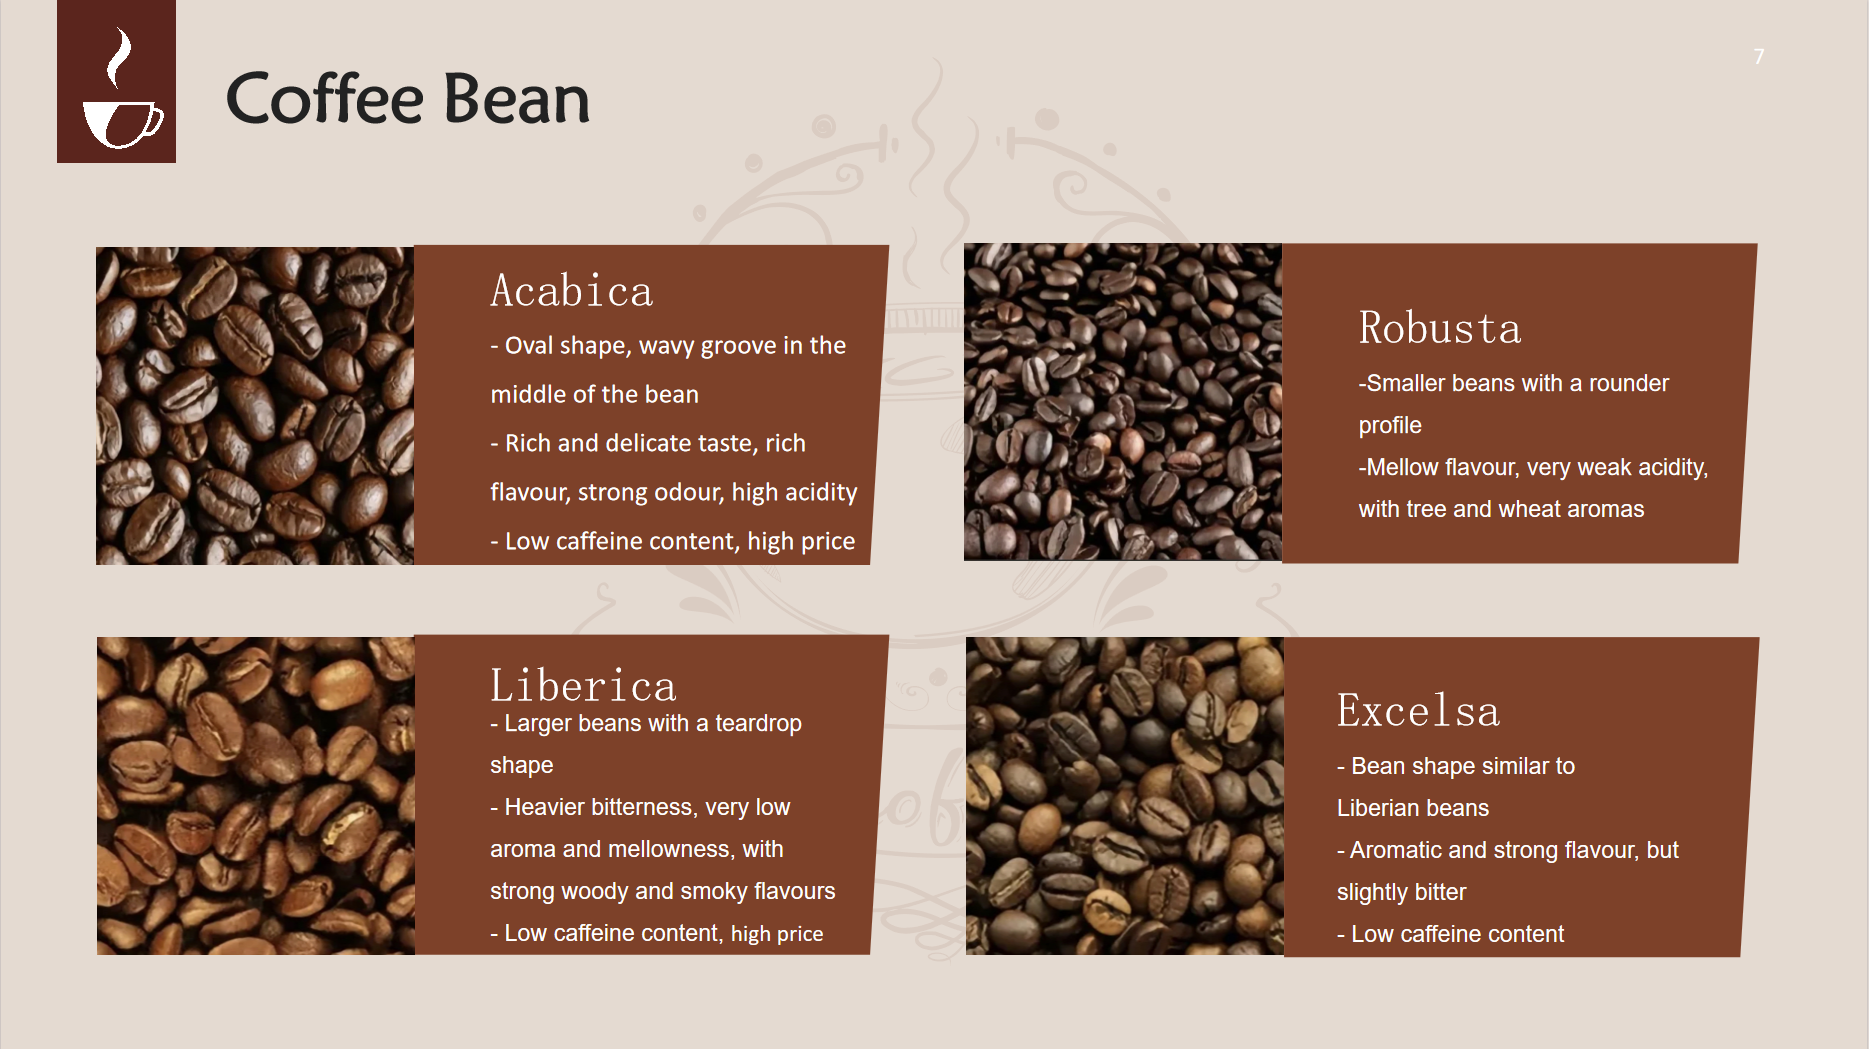 7
Coffee Bean
Acabica
- Oval shape, wavy groove in the
middle of the bean
- Rich and delicate taste, rich
flavour, strong odour, high acidity
- Low caffeine content, high price
Robusta
-Smaller beans with a rounder
profile
-Mellow flavour, very weak acidity,
with tree and wheat aromas
Liberica
- Larger beans with a teardrop
shape
- Heavier bitterness, very low
aroma and mellowness, with
strong woody and smoky flavours
- Low caffeine content, high price
Excelsa
- Bean shape similar to
Liberian beans
- Aromatic and strong flavour, but
slightly bitter
- Low caffeine content